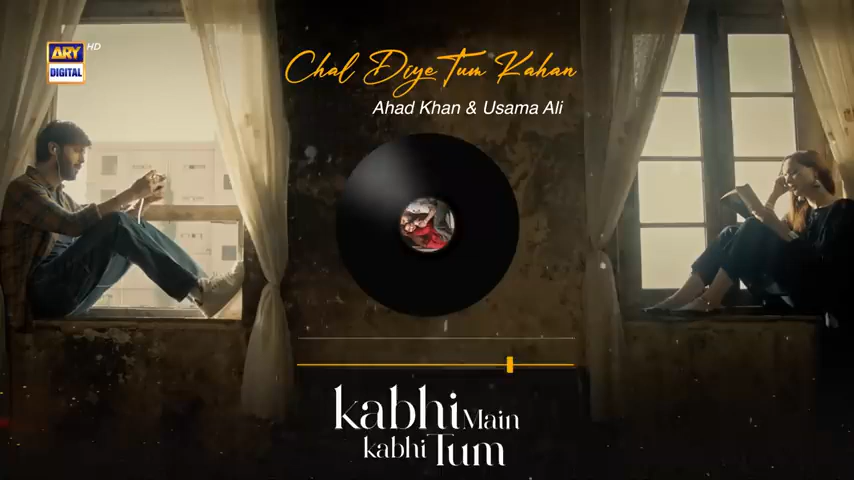 ARY HD
DIGITAL
Chal Diye Tum Kahan
Ahad Khan & Usama Ali
kabhi Main
kabhi Tum